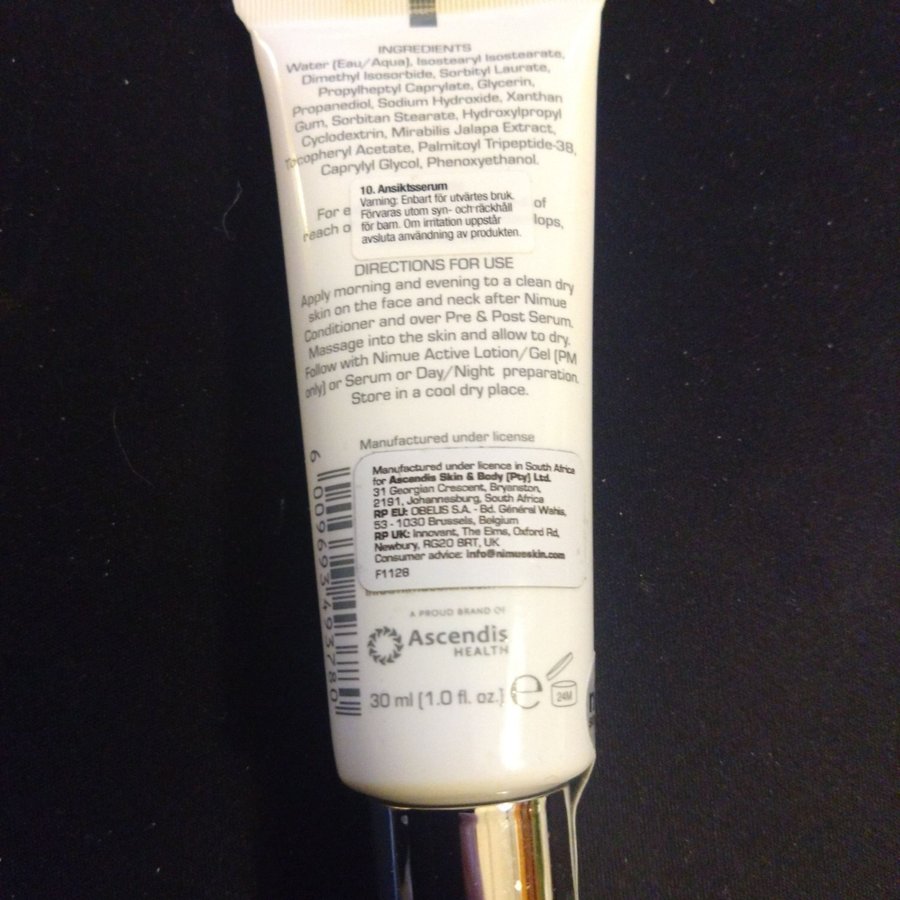 INGREDIENTS
Water (Eau/Aqua), Isostearyl Isostearate,
Dimethyl Isosorbide, Sorbityl Laurate,
Propylheptyl Caprylate, Glycerin,
Propanediol, Sodium Hydroxide, Xanthan
Gum, Sorbitan Stearate, Hydroxylpropyl
Cyclodextrin, Mirabilis Jalapa Extract,
Tocopheryl Acetate, Palmitoyl Tripeptide-38,
Caprylyl Glycol, Phenoxyethanol.
10. Ansiktsserum
Varning: Enbart för utvärtes bruk.
Förvaras utom syn- och räckhåll
för barn. Om irritation uppstår
avsluta användning av produkten.
For of
reach lops,
DIRECTIONS FOR USE
Apply morning and evening to a clean dry
skin on the face and neck after Nimue
Conditioner and over Pre & Post Serum.
Massage into the skin and allow to dry.
Follow with Nimue Active Lotion/Gel (PM
only) or Serum or Day/Night preparation.
Store in a cool dry place.
Manufactured under license
Manufactured under licence in South Africa
for Ascendis Skin & Body (Pty) Ltd.
31 Georgian Crescent, Bryanston,
2191, Johannesburg, South Africa
RP EU: OBELIS S.A. - Bd. Général Wahis,
53 - 1030 Brussels, Belgium
RP UK: Innovant, The Elms, Oxford Rd,
Newbury, RG20 8RT, UK
Consumer advice: info@nimueskin.com
F1128
A PROUD BRAND OF
Ascendis
HEALTH
30 ml (1.0 fl. oz.) e 24M
6 009693 493780